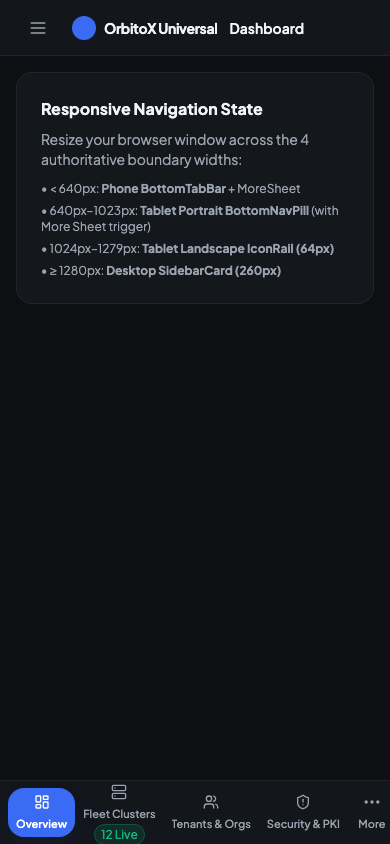 OrbitoX Universal Dashboard
Responsive Navigation State
Resize your browser window across the 4
authoritative boundary widths:
• < 640px: Phone BottomTabBar + MoreSheet
• 640px–1023px: Tablet Portrait BottomNavPill (with
More Sheet trigger)
• 1024px–1279px: Tablet Landscape IconRail (64px)
• ≥ 1280px: Desktop SidebarCard (260px)
Overview
Fleet Clusters
12 Live
Tenants & Orgs
Security & PKI
More